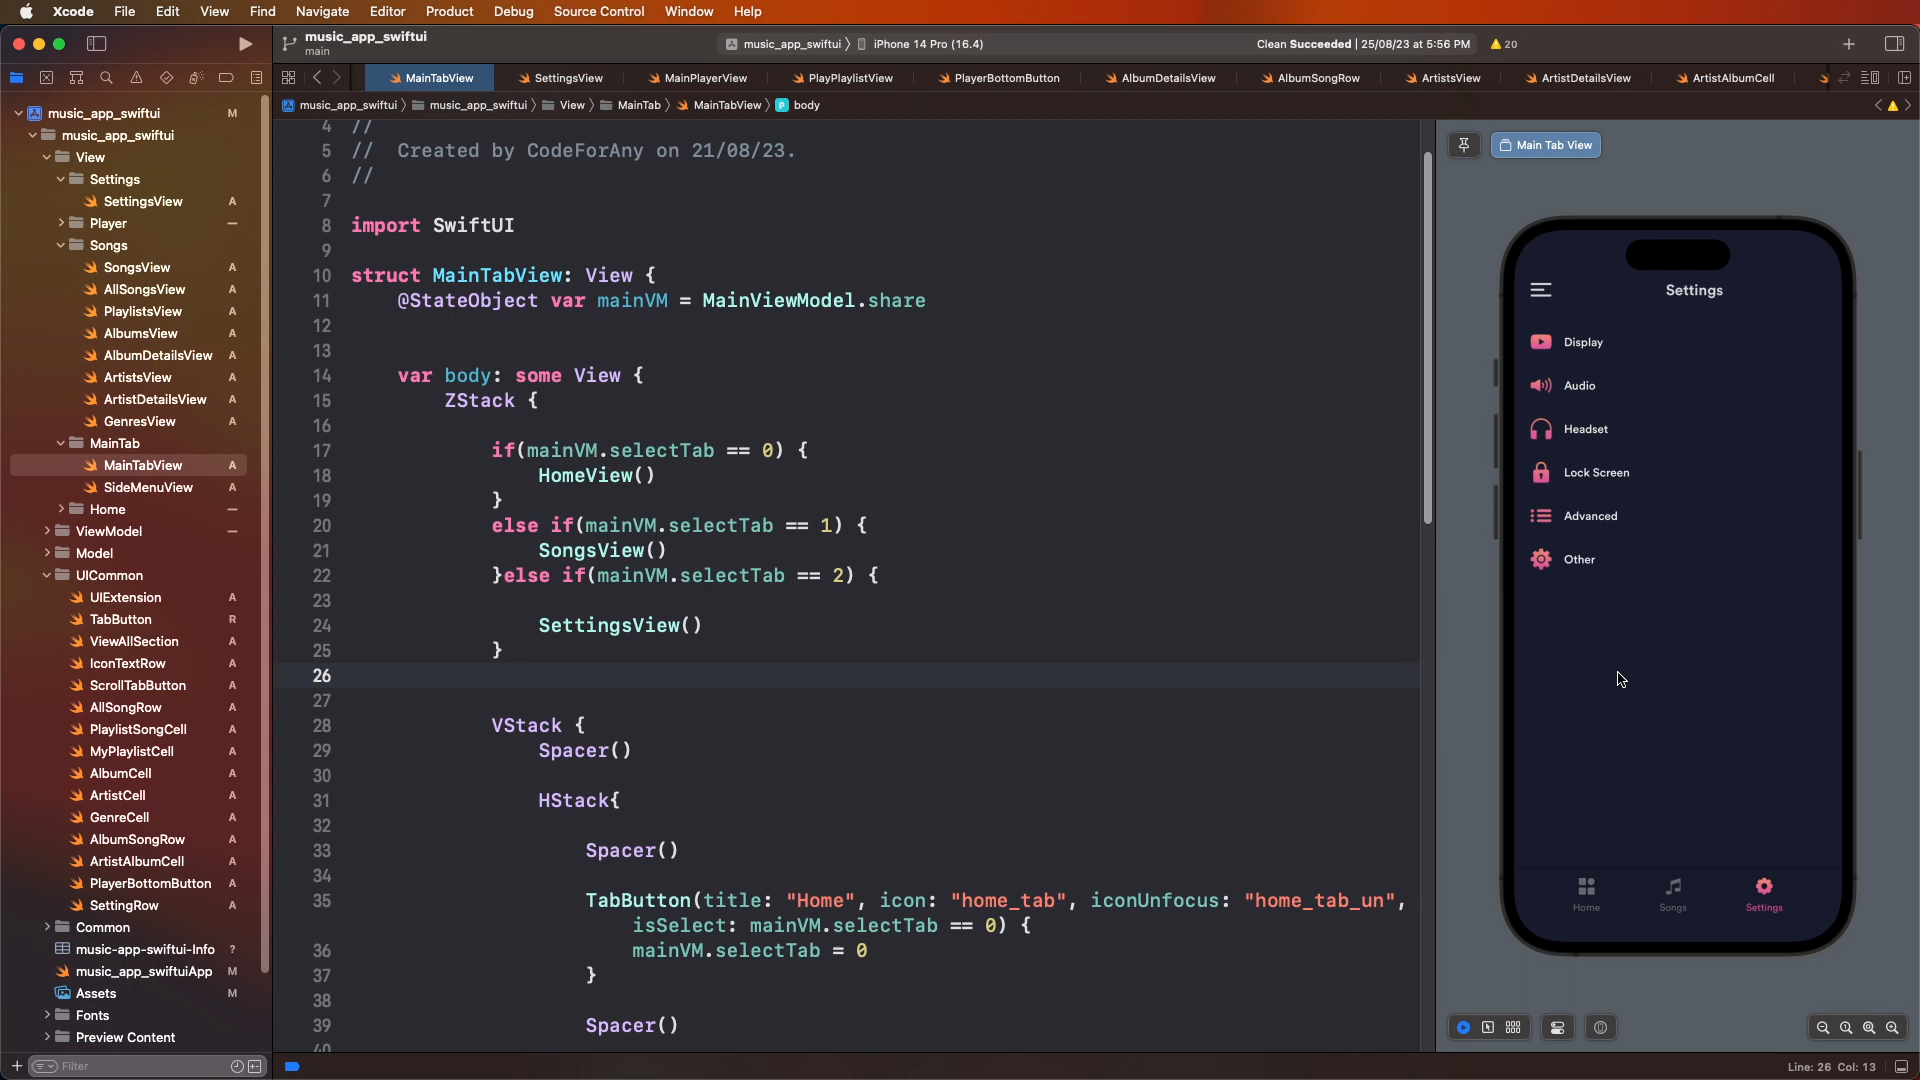 Xcode File Edit View Find Navigate Editor Product Debug Source Control Window Help
music_app_swiftui
main
music_app_swiftui iPhone 14 Pro (16.4)
Clean Succeeded | 25/08/23 at 5:56 PM
20
MainTabView SettingsView MainPlayerView PlayPlaylistView PlayerBottomButton AlbumDetailsView AlbumSongRow ArtistsView ArtistDetailsView ArtistAlbumCell
music_app_swiftui music_app_swiftui View MainTab MainTabView body
music_app_swiftui M
music_app_swiftui
View
Settings
SettingsView A
Player
Songs
SongsView A
AllSongsView A
PlaylistsView A
AlbumsView A
AlbumDetailsView A
ArtistsView A
ArtistDetailsView A
GenresView A
MainTab
MainTabView A
SideMenuView A
Home
ViewModel
Model
UICommon
UIExtension A
TabButton R
ViewAllSection A
IconTextRow A
ScrollTabButton A
AllSongRow A
PlaylistSongCell A
MyPlaylistCell A
AlbumCell A
ArtistCell A
GenreCell A
AlbumSongRow A
ArtistAlbumCell A
PlayerBottomButton A
SettingRow A
Common
music-app-swiftui-Info ?
music_app_swiftuiApp M
Assets M
Fonts
Preview Content
Filter
4 //
5 // Created by CodeForAny on 21/08/23.
6 //
7
8 import SwiftUI
9
10 struct MainTabView: View {
11 @StateObject var mainVM = MainViewModel.share
12
13
14 var body: some View {
15 ZStack {
16
17 if(mainVM.selectTab == 0) {
18 HomeView()
19 }
20 else if(mainVM.selectTab == 1) {
21 SongsView()
22 }else if(mainVM.selectTab == 2) {
23
24 SettingsView()
25 }
26
27
28 VStack {
29 Spacer()
30
31 HStack{
32
33 Spacer()
34
35 TabButton(title: "Home", icon: "home_tab", iconUnfocus: "home_tab_un",
isSelect: mainVM.selectTab == 0) {
36 mainVM.selectTab = 0
37 }
38
39 Spacer()
40
Main Tab View
Settings
Display
Audio
Headset
Lock Screen
Advanced
Other
Home Songs Settings
Line: 26 Col: 13